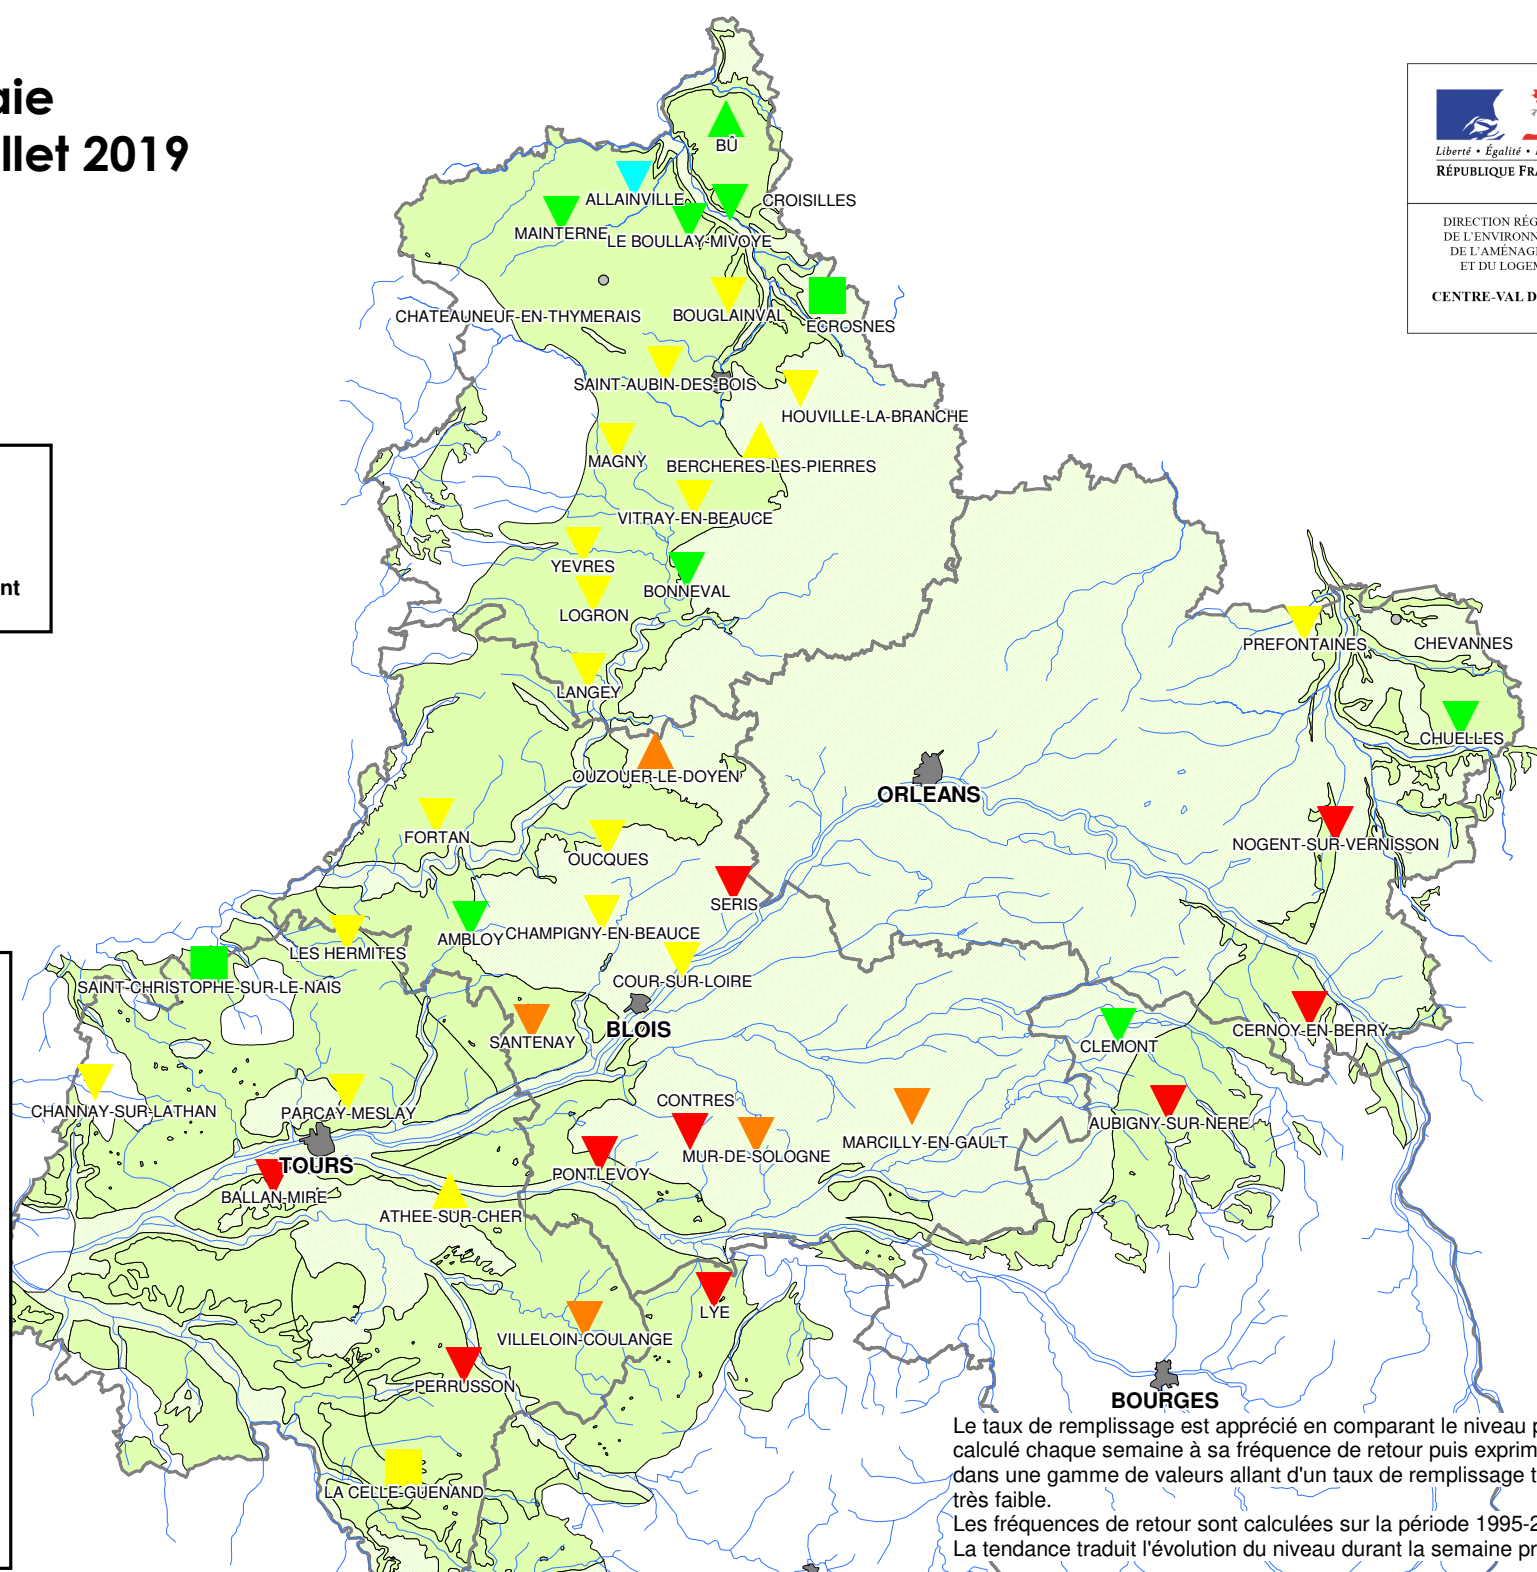 aie
llet 2019
Liberté • Égalité •
RÉPUBLIQUE FRA
DIRECTION RÉG
DE L'ENVIRONN
DE L'AMÉNAG
ET DU LOGEM
CENTRE-VAL D
nt
BÛ
ALLAINVILLE
CROISILLES
MAINTERNE
LE BOULLAY-MIVOYE
CHATEAUNEUF-EN-THYMERAIS
BOUGLAINVAL
ECROSNES
SAINT-AUBIN-DES-BOIS
HOUVILLE-LA-BRANCHE
MAGNY
BERCHERES-LES-PIERRES
VITRAY-EN-BEAUCE
YEVRES
BONNEVAL
LOGRON
PREFONTAINES
CHEVANNES
LANGEY
CHUELLES
OUZOUER-LE-DOYEN
ORLEANS
FORTAN
OUCQUES
NOGENT-SUR-VERNISSON
SERIS
AMBLOY
CHAMPIGNY-EN-BEAUCE
LES HERMITES
COUR-SUR-LOIRE
SAINT-CHRISTOPHE-SUR-LE-NAIS
BLOIS
SANTENAY
CLEMONT
CERNOY-EN-BERRY
CHANNAY-SUR-LATHAN
PARCAY-MESLAY
CONTRES
AUBIGNY-SUR-NERE
MARCILLY-EN-GAULT
MUR-DE-SOLOGNE
TOURS
PONTLEVOY
BALLAN-MIRE
ATHEE-SUR-CHER
LYE
VILLELOIN-COULANGE
PERRUSSON
BOURGES
LA CELLE-GUENAND
Le taux de remplissage est apprécié en comparant le niveau p
calculé chaque semaine à sa fréquence de retour puis exprim
dans une gamme de valeurs allant d'un taux de remplissage t
très faible.
Les fréquences de retour sont calculées sur la période 1995-2
La tendance traduit l'évolution du niveau durant la semaine pr